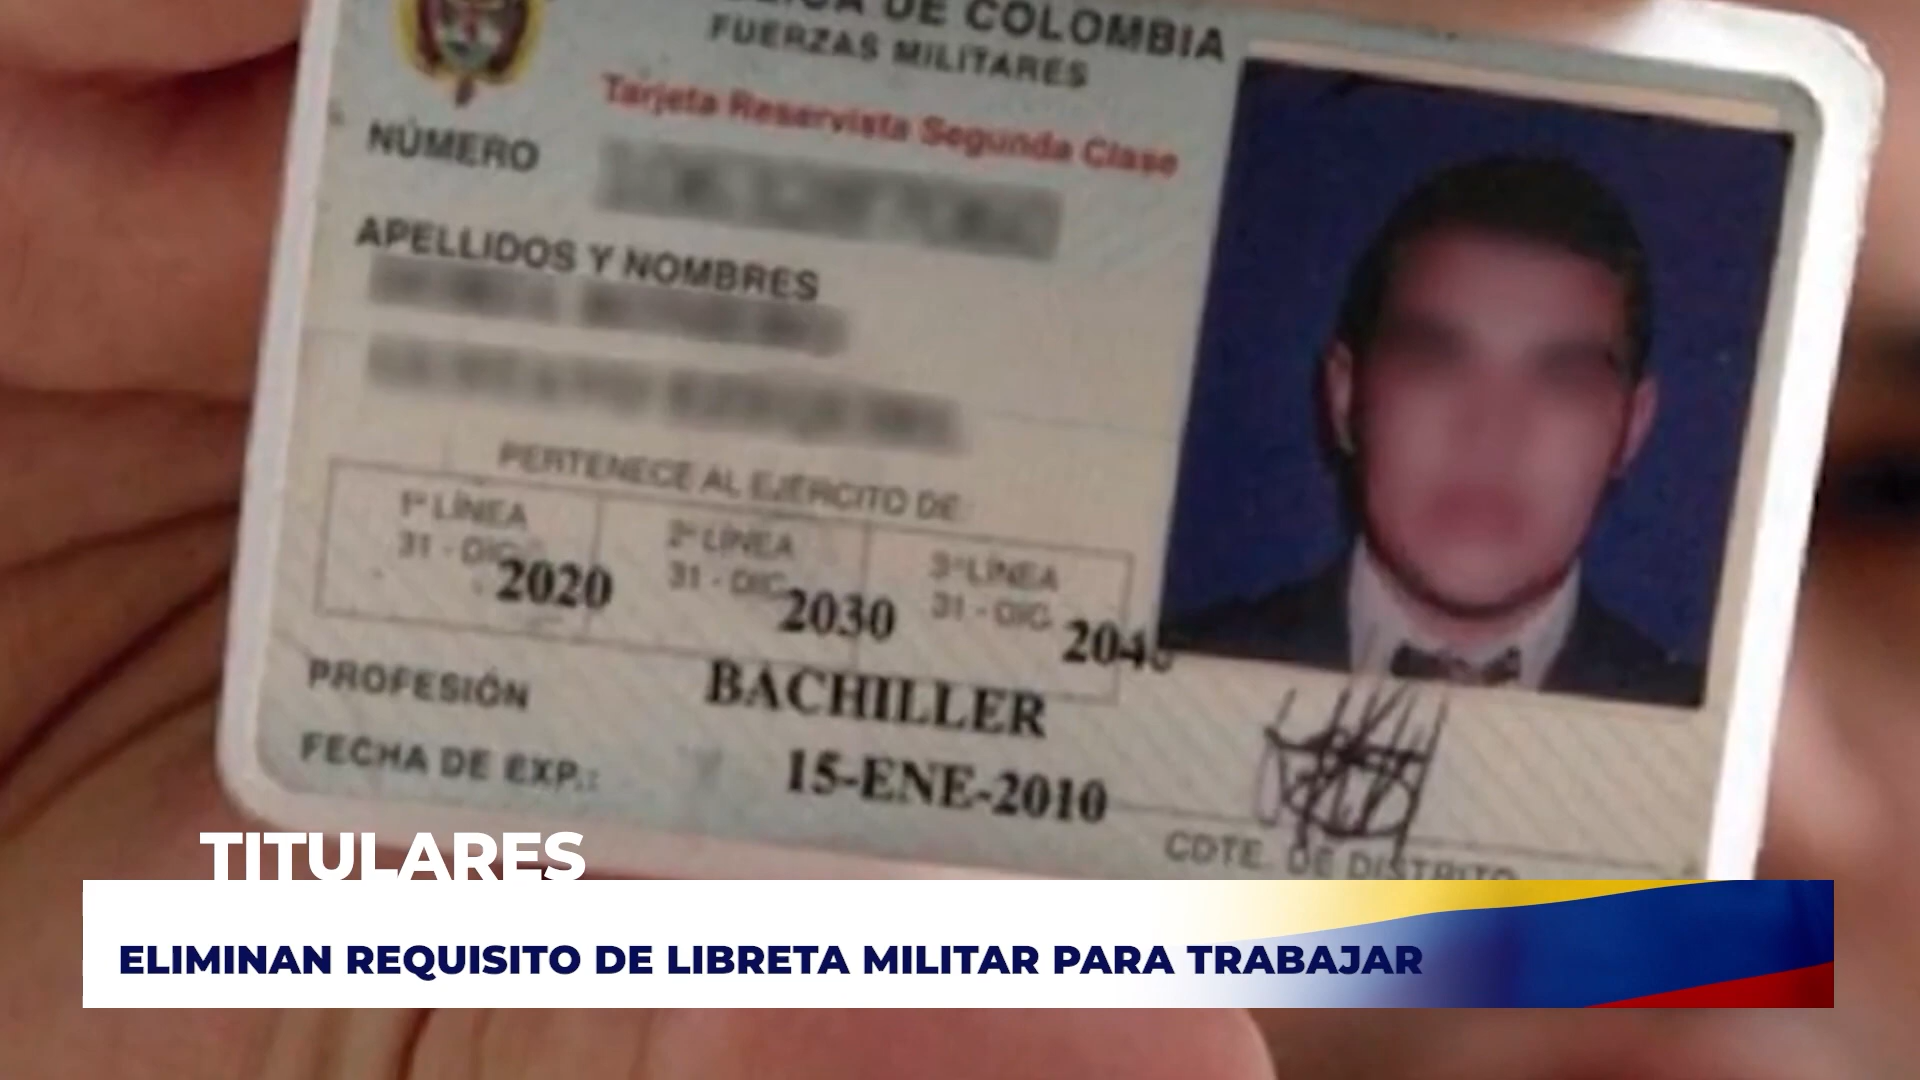 DE COLOMBIA
FUERZAS MILITARES
Tarjeta Reservista Segunda Clase
NÚMERO
APELLIDOS Y NOMBRES
PERTENECE AL EJÉRCITO DE:
1ª LÍNEA
31 - DIC
2020
2ª LÍNEA
31 - DIC
2030
3ª LÍNEA
31 - DIC
2040
PROFESIÓN
BACHILLER
FECHA DE EXP.:
15-ENE-2010
CDTE. DE DISTRITO
TITULARES
ELIMINAN REQUISITO DE LIBRETA MILITAR PARA TRABAJAR